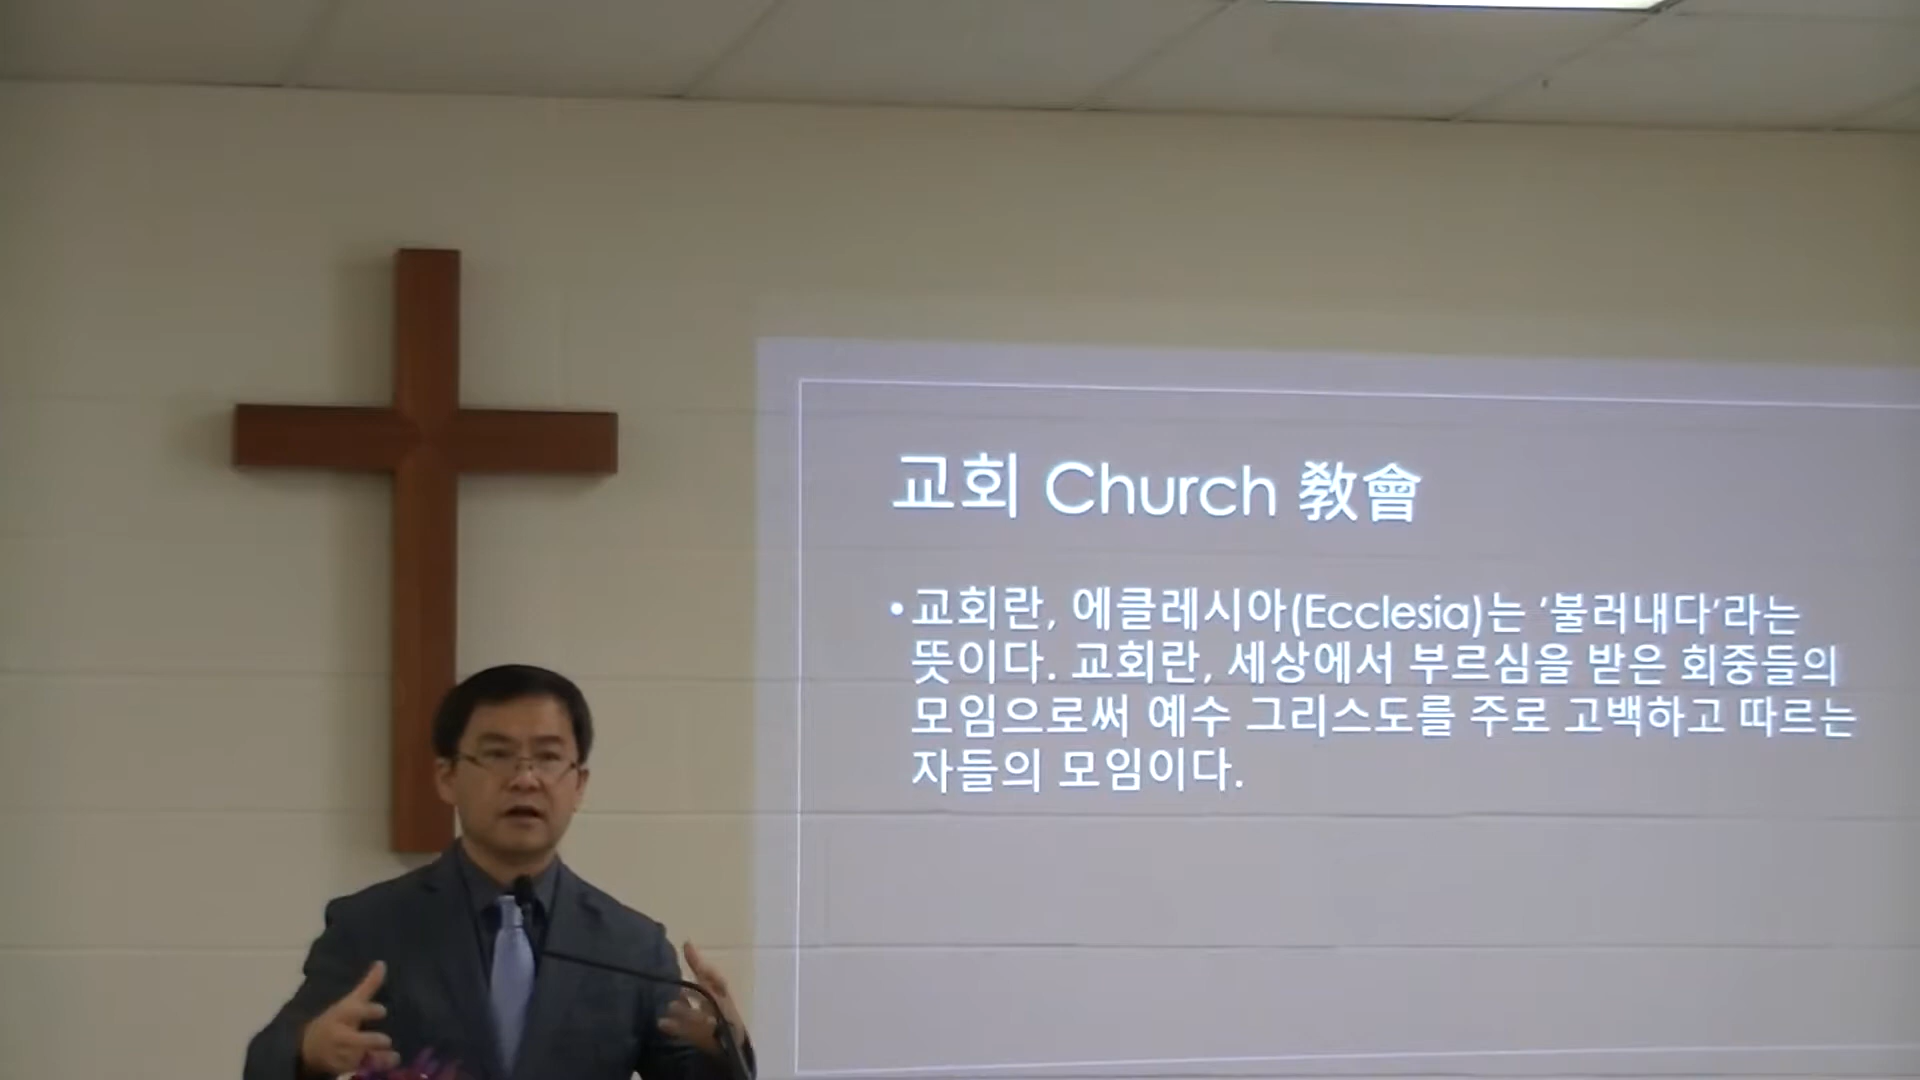 교회 Church 敎會
•교회란, 에클레시아(Ecclesia)는 '불러내다'라는
뜻이다. 교회란, 세상에서 부르심을 받은 회중들의
모임으로써 예수 그리스도를 주로 고백하고 따르는
자들의 모임이다.